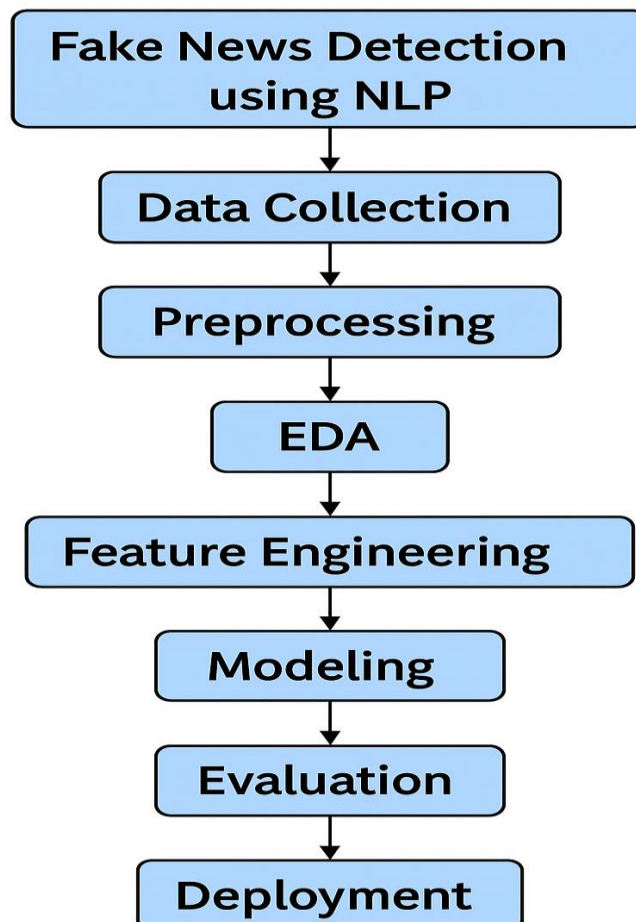 Fake News Detection
using NLP
Data Collection
Preprocessing
EDA
Feature Engineering
Modeling
Evaluation
Deployment